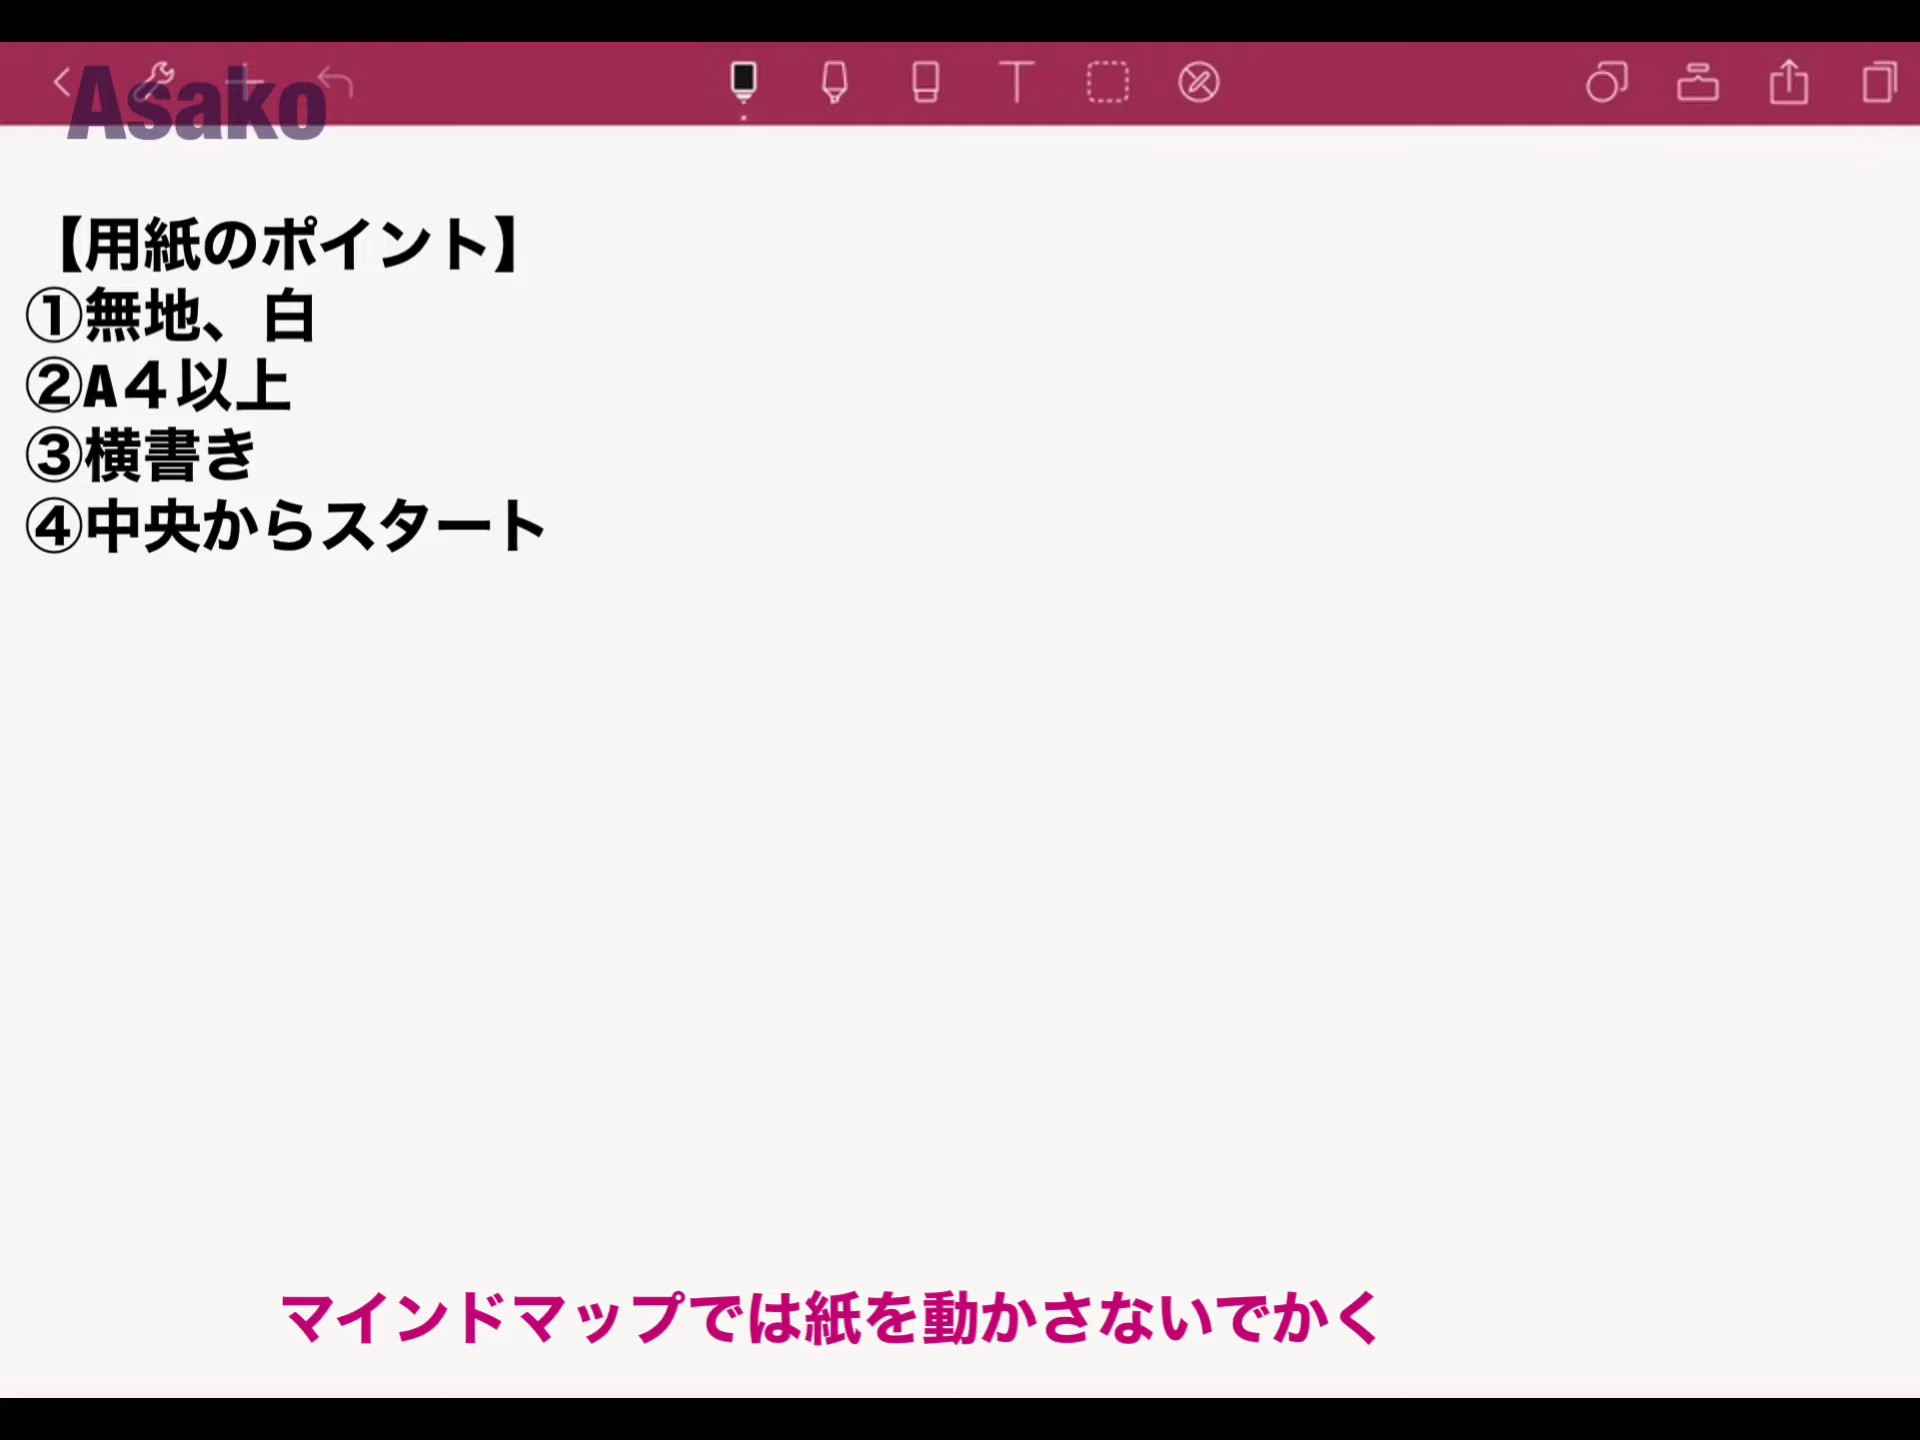 Asako
【用紙のポイント】
①無地、白
②A４以上
③横書き
④中央からスタート
マインドマップでは紙を動かさないでかく